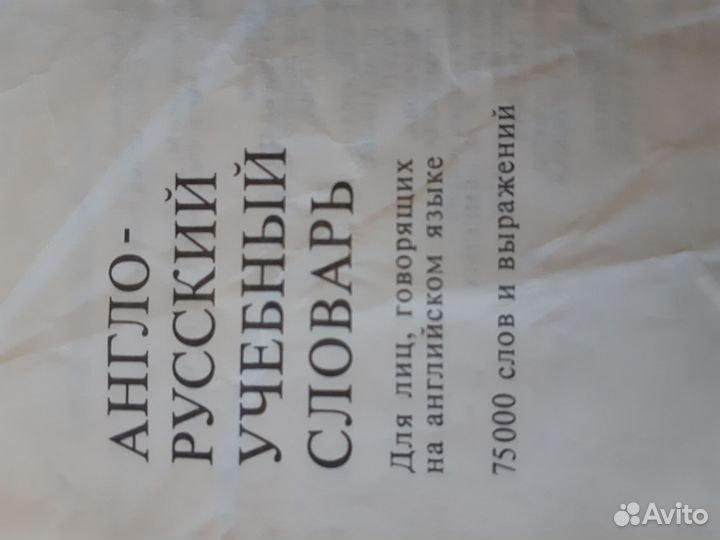 АНГЛО-
РУССКИЙ
УЧЕБНЫЙ
СЛОВАРЬ
Для лиц, говорящих
на английском языке
75000 слов и выражений
Avito